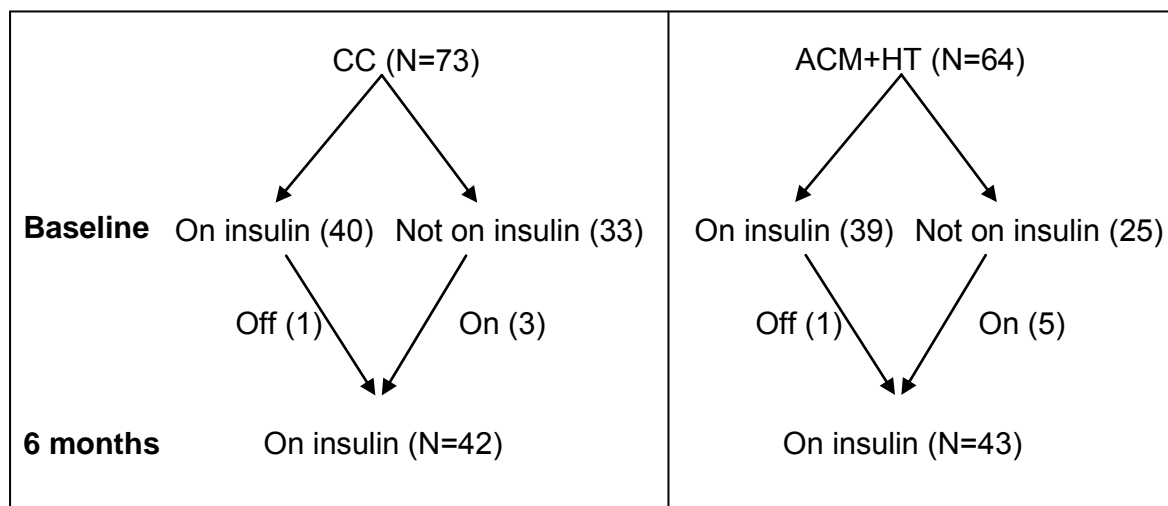 CC (N=73)
ACM+HT (N=64)
Baseline
On insulin (40)
Not on insulin (33)
On insulin (39)
Not on insulin (25)
Off (1)
On (3)
Off (1)
On (5)
6 months
On insulin (N=42)
On insulin (N=43)